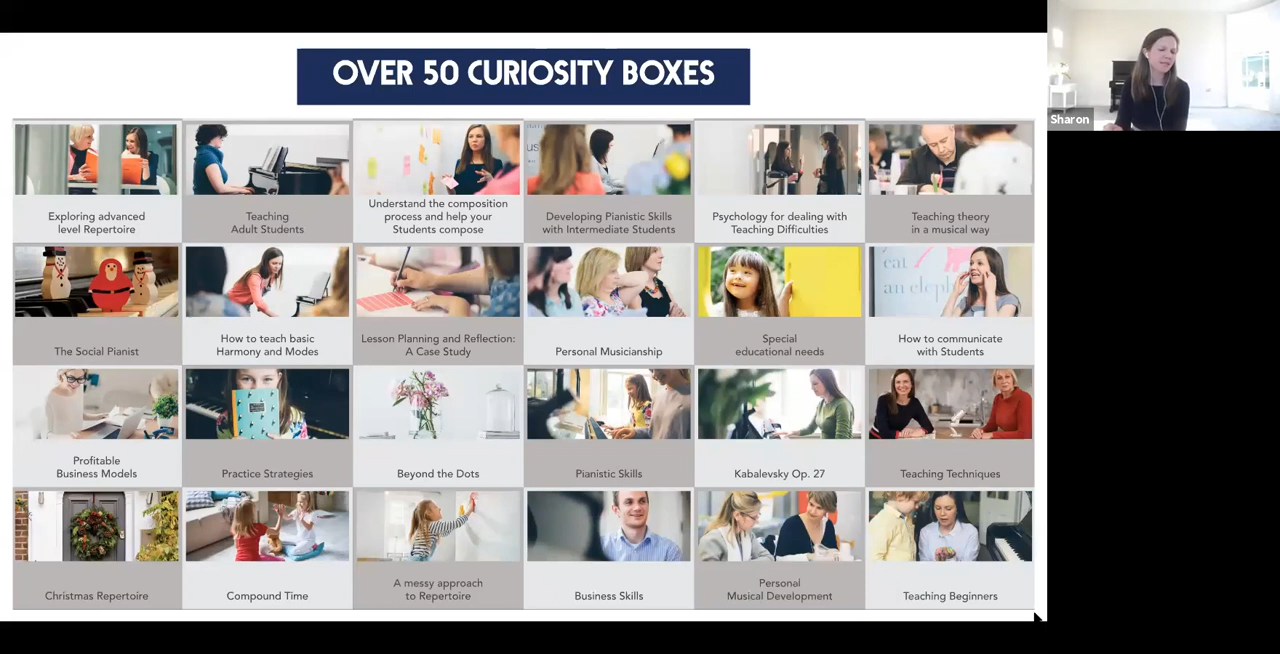 OVER 50 CURIOSITY BOXES
Sharon
Exploring advanced
level Repertoire
Teaching
Adult Students
Understand the composition
process and help your
Students compose
Developing Pianistic Skills
with Intermediate Students
Psychology for dealing with
Teaching Difficulties
Teaching theory
in a musical way
The Social Pianist
How to teach basic
Harmony and Modes
Lesson Planning and Reflection:
A Case Study
Personal Musicianship
Special
educational needs
eat
an eleph
How to communicate
with Students
Profitable
Business Models
Practice Strategies
Beyond the Dots
Pianistic Skills
Kabalevsky Op. 27
Teaching Techniques
Christmas Repertoire
Compound Time
A messy approach
to Repertoire
Business Skills
Personal
Musical Development
Teaching Beginners